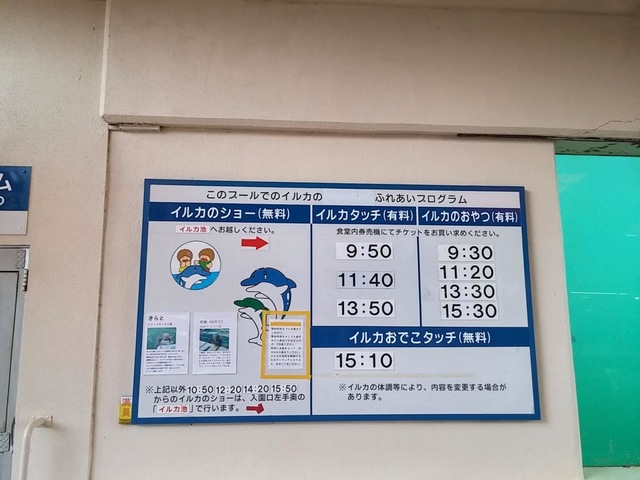 このプールでのイルカの ふれあいプログラム
イルカのショー(無料)
イルカ池 へお越しください。
きらと
※上記以外10:50 12:20 14:20 15:50
からのイルカのショーは、入園口左手奥の
「イルカ池」で行います。
イルカタッチ(有料)
イルカのおやつ(有料)
食堂内券売機にてチケットをお買い求めください。
9:50
11:40
13:50
9:30
11:20
13:30
15:30
イルカおでこタッチ(無料)
15:10
※イルカの体調等により、内容を変更する場合が
あります。